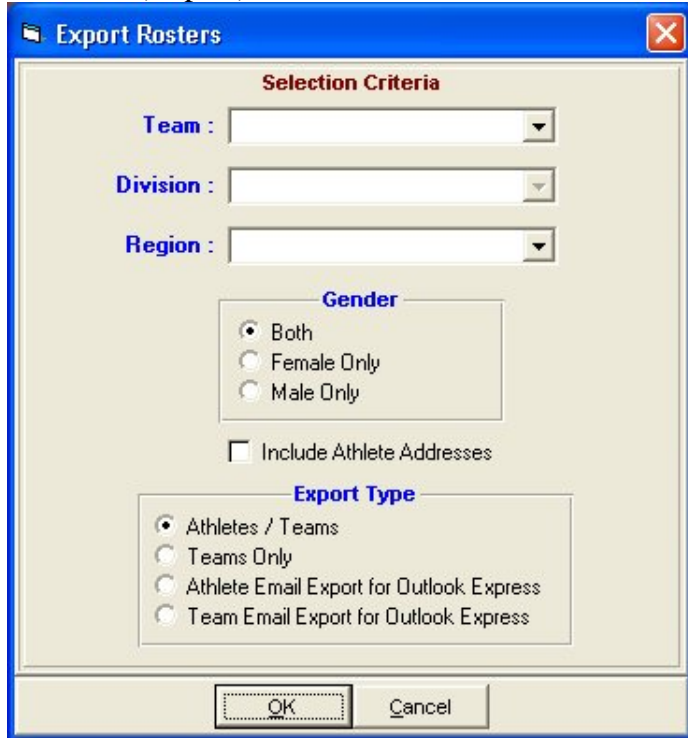 Export Rosters
Selection Criteria
Team :
Division :
Region :
Gender
Both
Female Only
Male Only
Include Athlete Addresses
Export Type
Athletes / Teams
Teams Only
Athlete Email Export for Outlook Express
Team Email Export for Outlook Express
OK Cancel